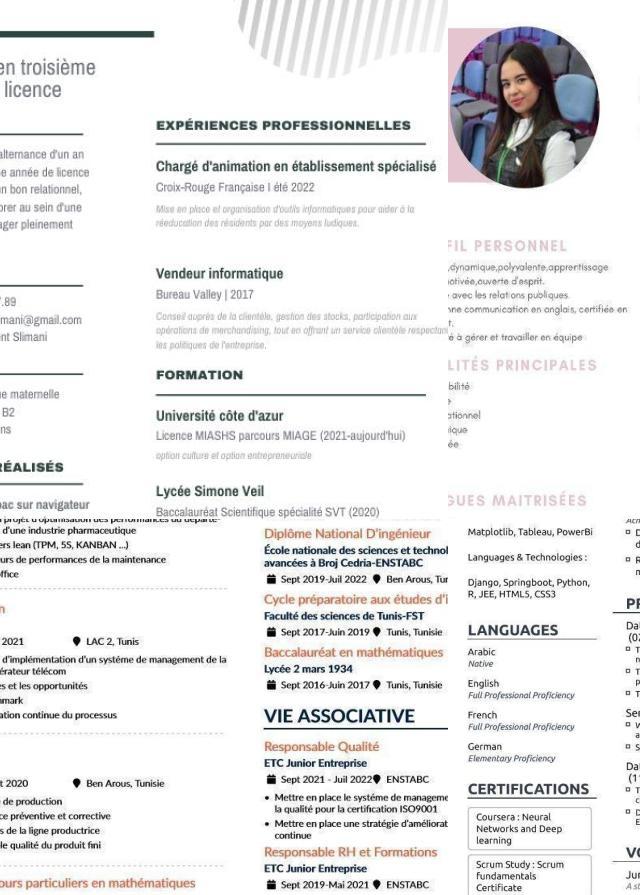 en troisième
licence
alternance d'un an
e année de licence
un bon relationnel,
orer au sein d'une
ager pleinement
7.89
imani@gmail.com
nt Slimani
ue maternelle
B2
ns
RÉALISÉS
pac sur navigateur
EXPÉRIENCES PROFESSIONNELLES
Chargé d'animation en établissement spécialisé
Croix-Rouge Française I été 2022
Mise en place et organisation d'outils informatiques pour aider à la
rééducation des résidents par des moyens ludiques.
Vendeur informatique
Bureau Valley | 2017
Conseil auprès de la clientèle, gestion des stocks, participation aux
opérations de merchandising, tout en offrant un service clientèle respectant
les politiques de l'entreprise.
FORMATION
Université côte d'azur
Licence MIASHS parcours MIAGE (2021-aujourd'hui)
option culture et option entrepreneuriale
Lycée Simone Veil
Baccalauréat Scientifique spécialité SVT (2020)
FIL PERSONNEL
,dynamique,polyvalente,apprentissage
otivée,ouverte d'esprit.
avec les relations publiques.
nne communication en anglais, certifiée en
t.
é à gérer et travailler en équipe
LITÉS PRINCIPALES
bilité
e
ationnel
ique
ée
GUES MAITRISÉES
n projet d'optimisation des performances du départe-
d'une industrie pharmaceutique
ers lean (TPM, 5S, KANBAN ...)
urs de performances de la maintenance
office
h
2021
LAC 2, Tunis
d'implémentation d'un systéme de management de la
érateur télécom
es et les opportunités
nmark
ation continue du processus
t 2020
Ben Arous, Tunisie
de production
ce préventive et corrective
s de la ligne productrice
le qualité du produit fini
ours particuliers en mathématiques
Diplôme National D'ingénieur
École nationale des sciences et technol
avancées à Broj Cedria-ENSTABC
Sept 2019-Juil 2022 Ben Arous, Tur
Cycle préparatoire aux études d'i
Faculté des sciences de Tunis-FST
Sept 2017-Juin 2019 Tunis, Tunisie
Baccalauréat en mathématiques
Lycée 2 mars 1934
Sept 2016-Juin 2017 Tunis, Tunisie
VIE ASSOCIATIVE
Responsable Qualité
ETC Junior Entreprise
Sept 2021 - Juil 2022 ENSTABC
• Mettre en place le systéme de manageme
la qualité pour la certification ISO9001
• Mettre en place une stratégie d'améliorat
continue
Responsable RH et Formations
ETC Junior Entreprise
Sept 2019-Mai 2021 ENSTABC
Matplotlib, Tableau, PowerBi
Languages & Technologies :
Django, Springboot, Python,
R, JEE, HTML5, CSS3
LANGUAGES
Arabic
Native
English
Full Professional Proficiency
French
Full Professional Proficiency
German
Elementary Proficiency
CERTIFICATIONS
Coursera : Neural
Networks and Deep
learning
Scrum Study : Scrum
fundamentals
Certificate
PR
Da
(02
Se
Da
(11
VO
Ju